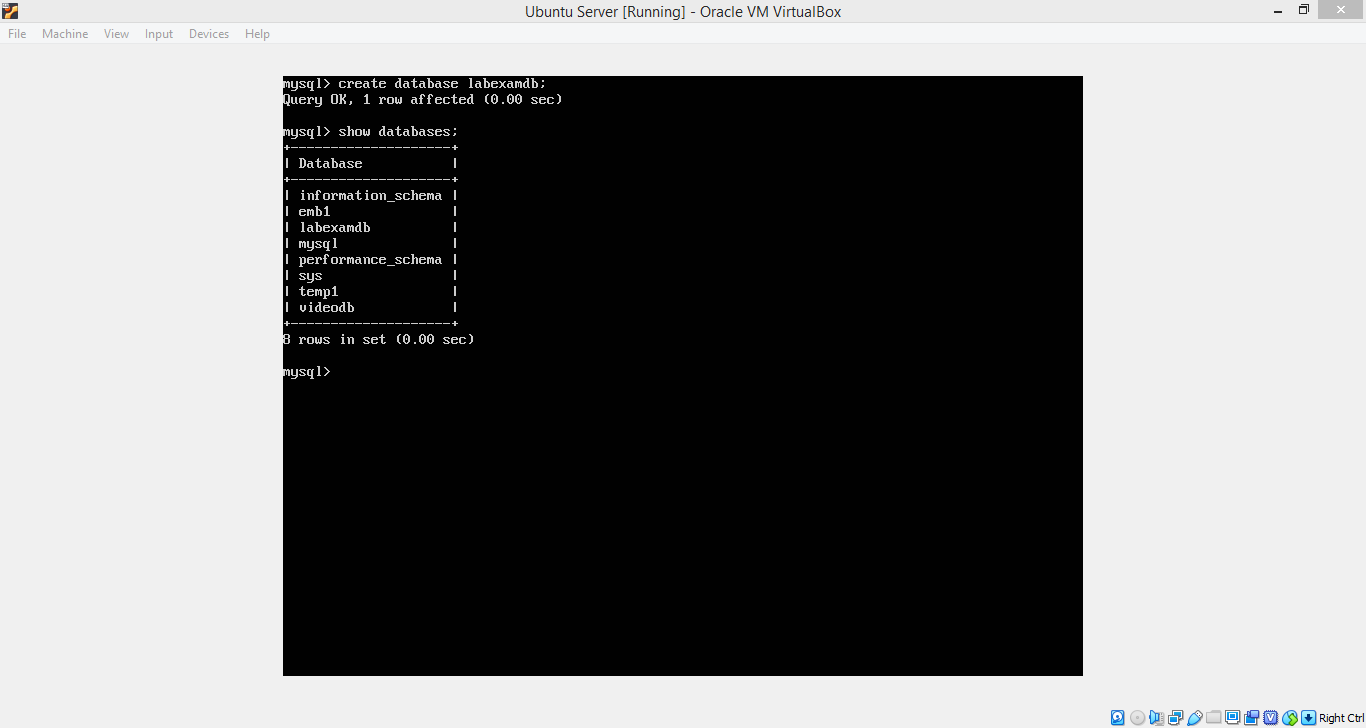 Ubuntu Server [Running] - Oracle VM VirtualBox
File Machine View Input Devices Help
mysql> create database labexamdb;
Query OK, 1 row affected (0.00 sec)
mysql> show databases;
+--------------------+
| Database           |
+--------------------+
| information_schema |
| emb1               |
| labexamdb          |
| mysql              |
| performance_schema |
| sys                |
| temp1              |
| videodb            |
+--------------------+
8 rows in set (0.00 sec)
mysql>
Right Ctrl